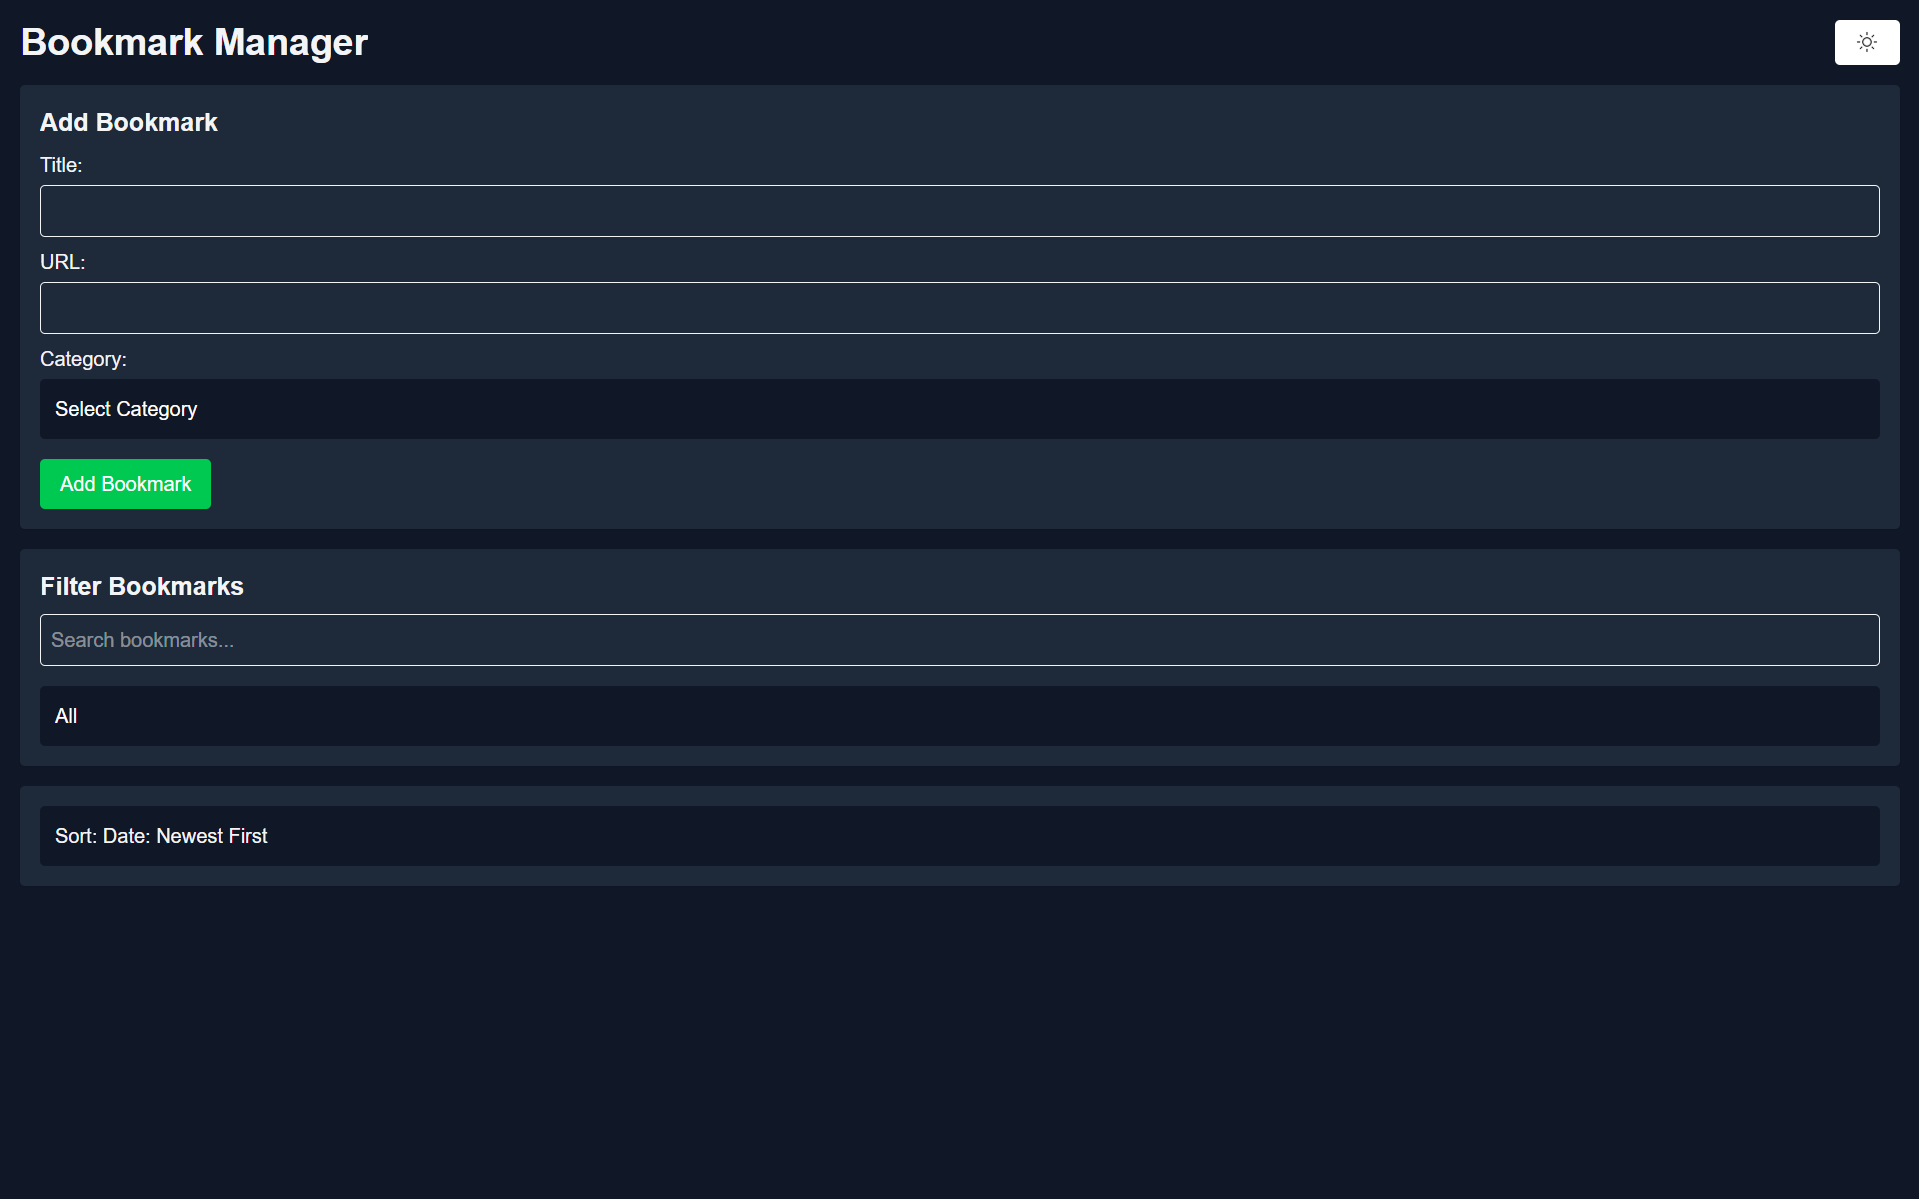 Bookmark Manager
Add Bookmark
Title:
URL:
Category:
Select Category
Add Bookmark
Filter Bookmarks
Search bookmarks...
All
Sort: Date: Newest First